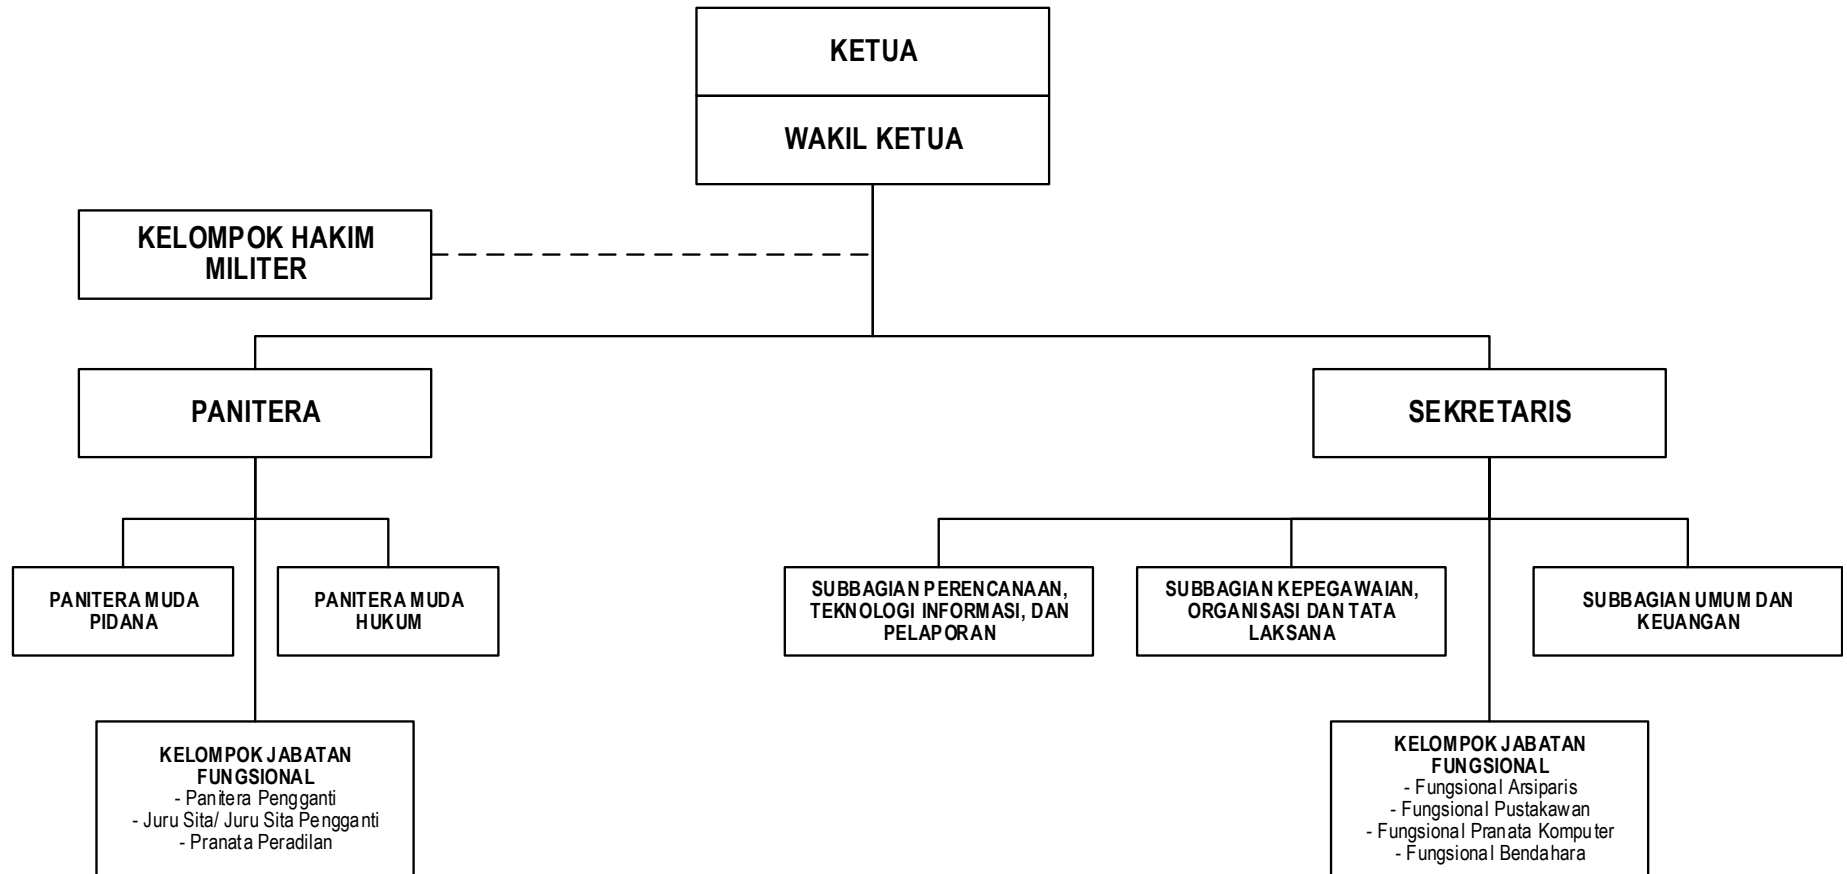 KETUA
WAKIL KETUA
KELOMPOK HAKIM
MILITER
PANITERA
SEKRETARIS
PANITERA MUDA
PIDANA
PANITERA MUDA
HUKUM
SUBBAGIAN PERENCANAAN,
TEKNOLOGI INFORMASI, DAN
PELAPORAN
SUBBAGIAN KEPEGAWAIAN,
ORGANISASI DAN TATA
LAKSANA
SUBBAGIAN UMUM DAN
KEUANGAN
KELOMPOK JABATAN
FUNGSIONAL
- Panitera Pengganti
- Juru Sita/ Juru Sita Pengganti
- Pranata Peradilan
KELOMPOK JABATAN
FUNGSIONAL
- Fungsional Arsiparis
- Fungsional Pustakawan
- Fungsional Pranata Komputer
- Fungsional Bendahara